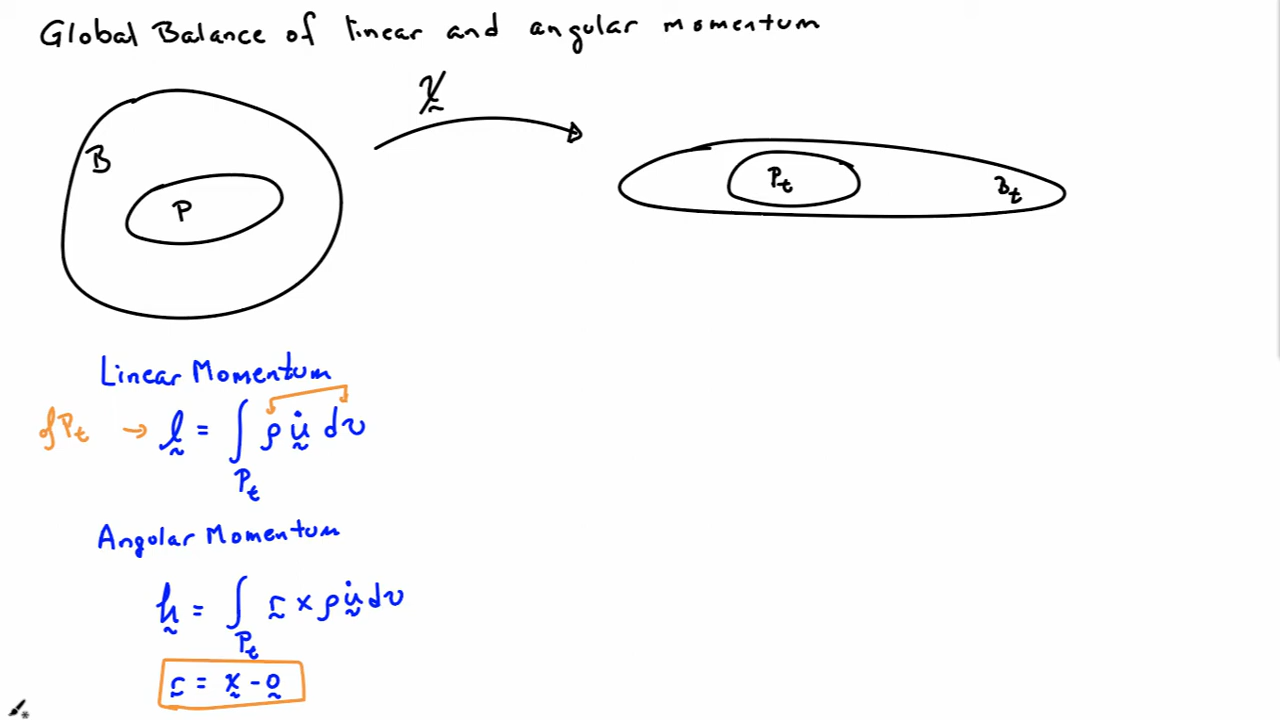 Global Balance of linear and angular momentum
χ
B
P
P_t
B_t
Linear Momentum
of P_t → l = ∫_{P_t} ρ u̇ dv
Angular Momentum
h = ∫_{P_t} r × ρ u̇ dv
r = x - o